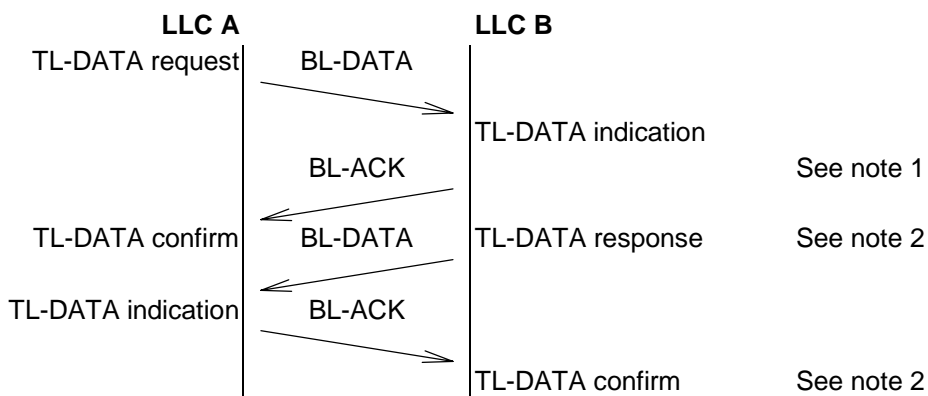 LLC A LLC B
TL-DATA request BL-DATA
TL-DATA indication
BL-ACK See note 1
TL-DATA confirm BL-DATA TL-DATA response See note 2
TL-DATA indication BL-ACK
TL-DATA confirm See note 2